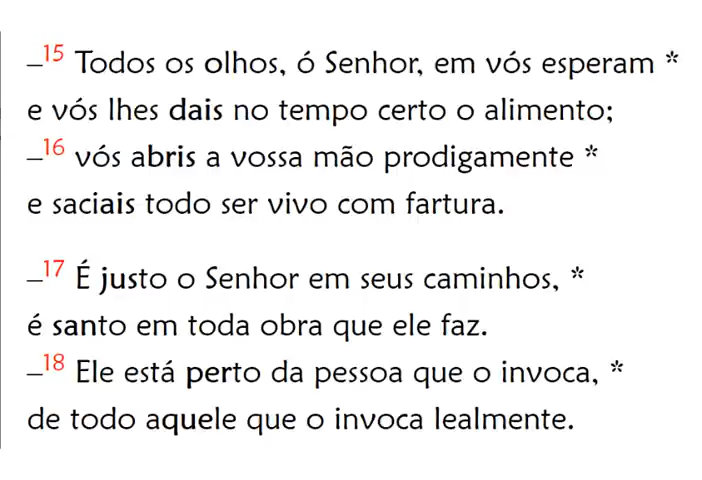 –15 Todos os olhos, ó Senhor, em vós esperam *
e vós lhes dais no tempo certo o alimento;
–16 vós abris a vossa mão prodigamente *
e saciais todo ser vivo com fartura.
–17 É justo o Senhor em seus caminhos, *
é santo em toda obra que ele faz.
–18 Ele está perto da pessoa que o invoca, *
de todo aquele que o invoca lealmente.